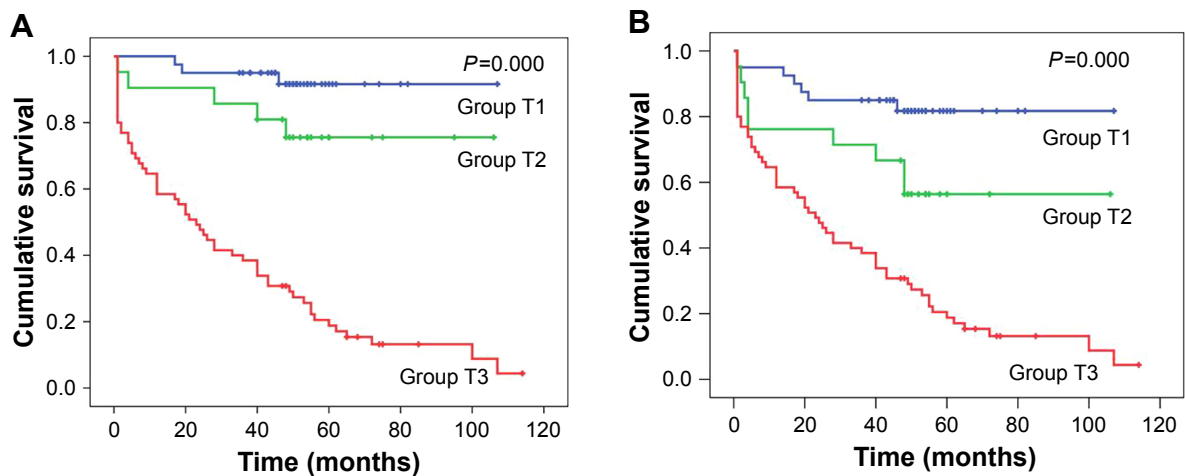 A
Cumulative survival
1.0
0.8
0.6
0.4
0.2
0.0
P=0.000
Group T1
Group T2
Group T3
0 20 40 60 80 100 120
Time (months)
B
Cumulative survival
1.0
0.8
0.6
0.4
0.2
0.0
P=0.000
Group T1
Group T2
Group T3
0 20 40 60 80 100 120
Time (months)